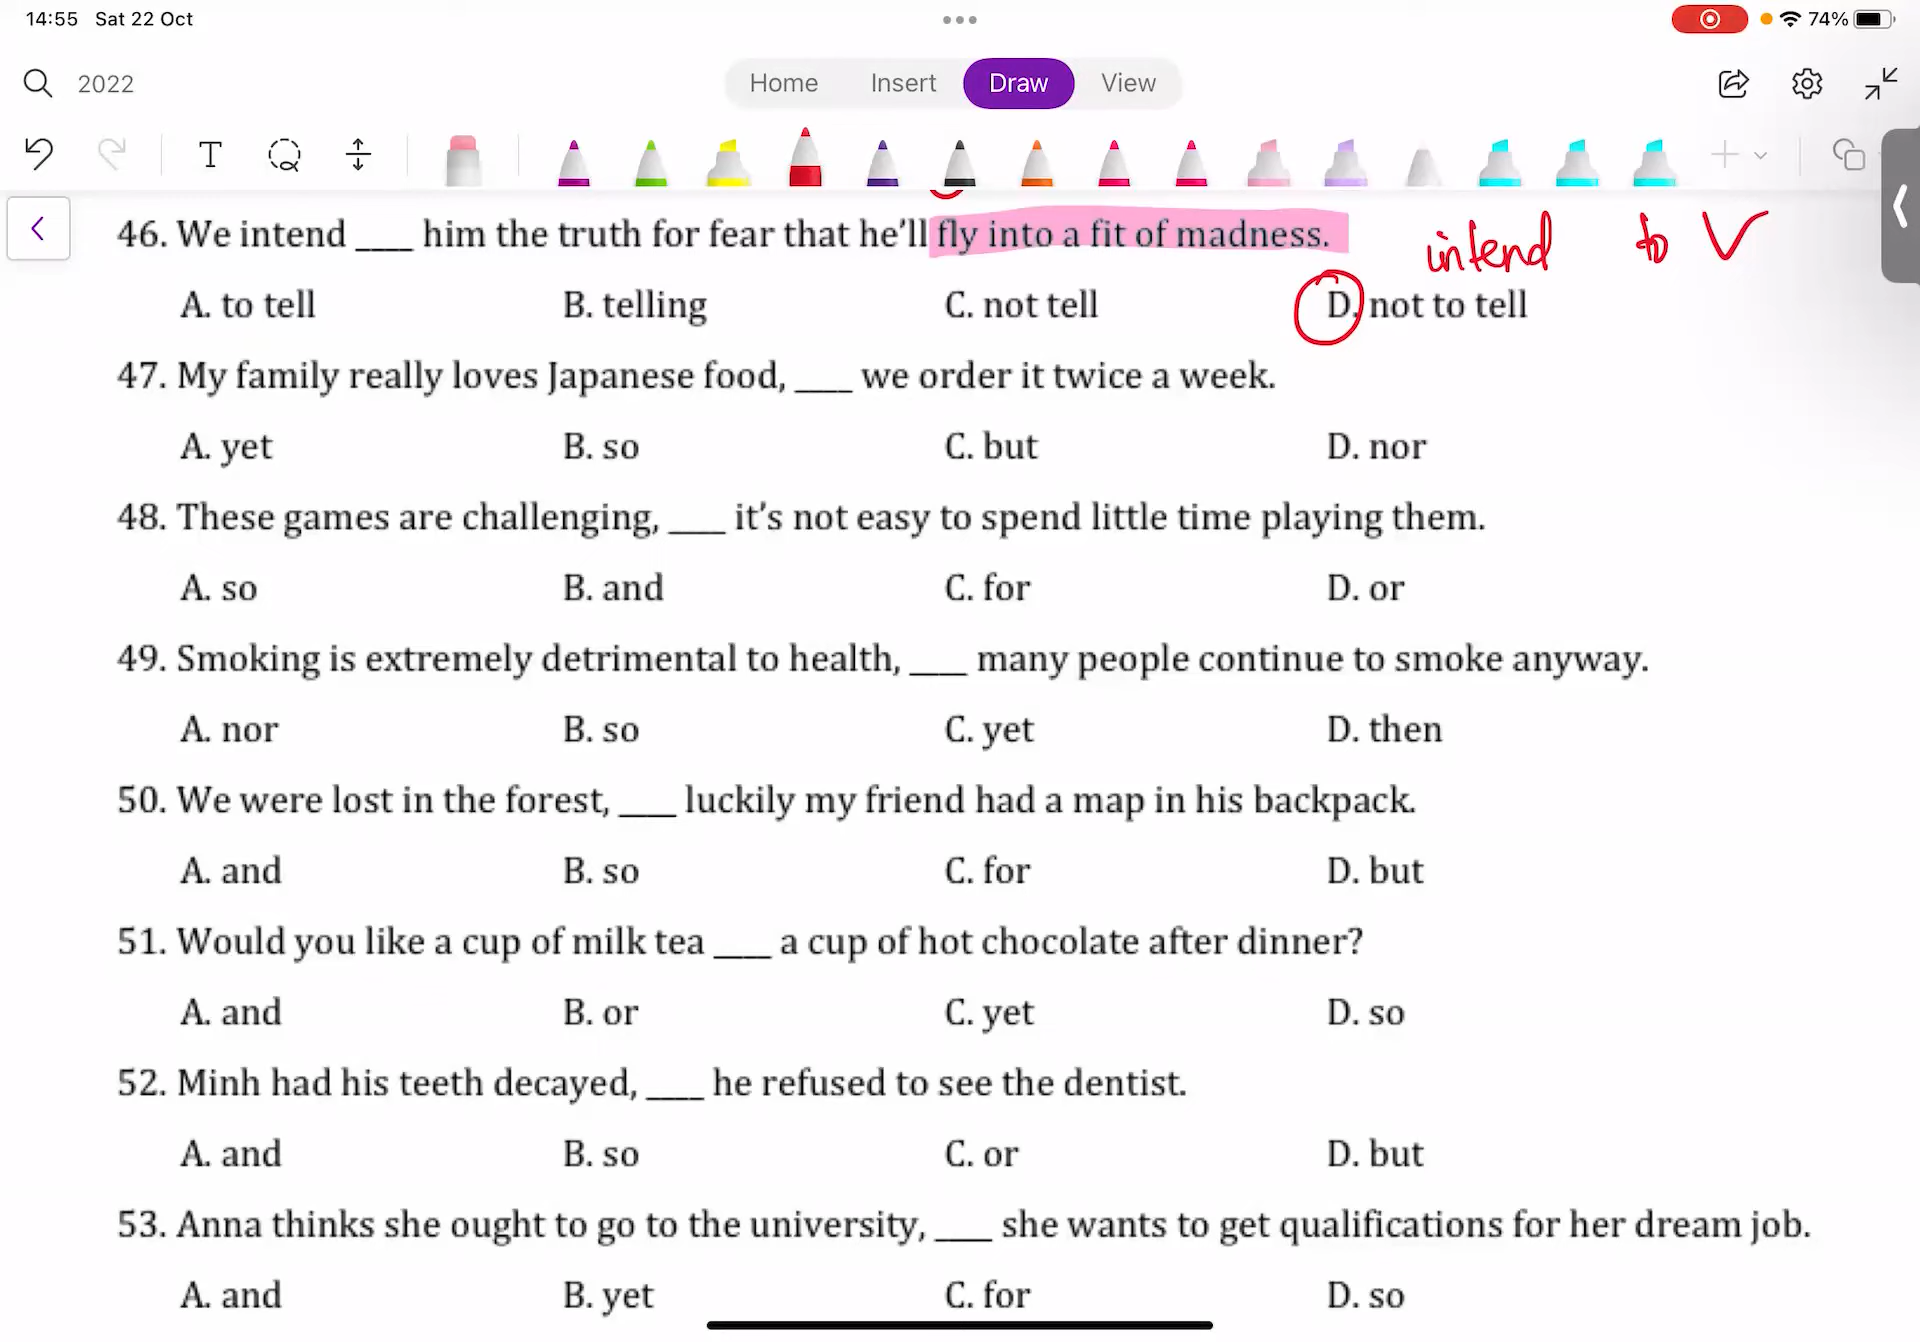 14:55 Sat 22 Oct 74%
2022 Home Insert Draw View
T
46. We intend ___ him the truth for fear that he'll fly into a fit of madness. intend to V
A. to tell B. telling C. not tell D. not to tell
47. My family really loves Japanese food, ___ we order it twice a week.
A. yet B. so C. but D. nor
48. These games are challenging, ___ it's not easy to spend little time playing them.
A. so B. and C. for D. or
49. Smoking is extremely detrimental to health, ___ many people continue to smoke anyway.
A. nor B. so C. yet D. then
50. We were lost in the forest, ___ luckily my friend had a map in his backpack.
A. and B. so C. for D. but
51. Would you like a cup of milk tea ___ a cup of hot chocolate after dinner?
A. and B. or C. yet D. so
52. Minh had his teeth decayed, ___ he refused to see the dentist.
A. and B. so C. or D. but
53. Anna thinks she ought to go to the university, ___ she wants to get qualifications for her dream job.
A. and B. yet C. for D. so